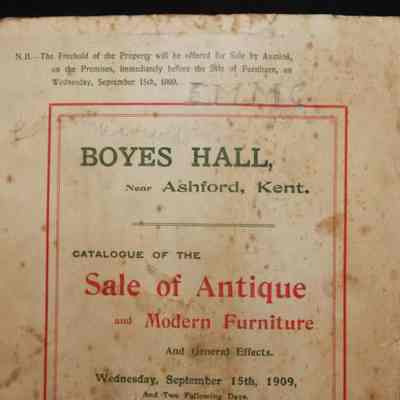 N.B.—The Freehold of the Property will be offered for Sale by Auction,
on the Premises, immediately before the Sale of Furniture, on
Wednesday, September 15th, 1909.
BOYES HALL,
Near Ashford, Kent.
CATALOGUE OF THE
Sale of Antique
and Modern Furniture
And General Effects.
Wednesday, September 15th, 1909,
And Two Following Days.